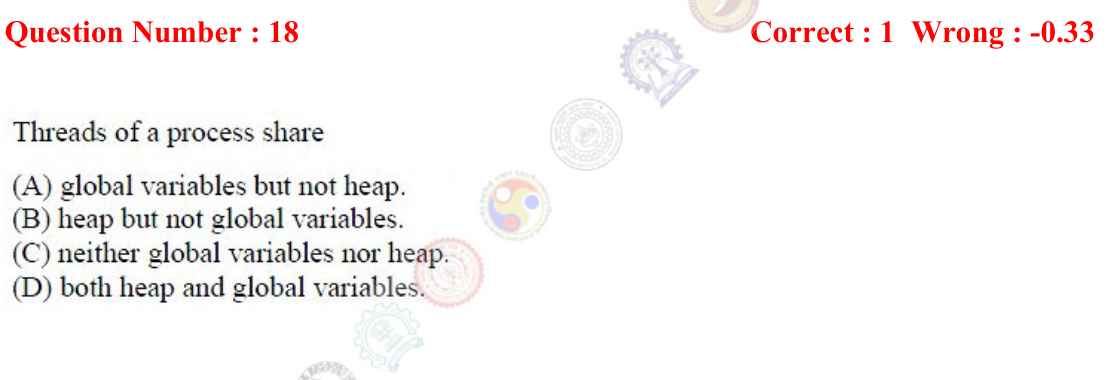 Question Number : 18 Correct : 1 Wrong : -0.33
Threads of a process share
(A) global variables but not heap.
(B) heap but not global variables.
(C) neither global variables nor heap.
(D) both heap and global variables.